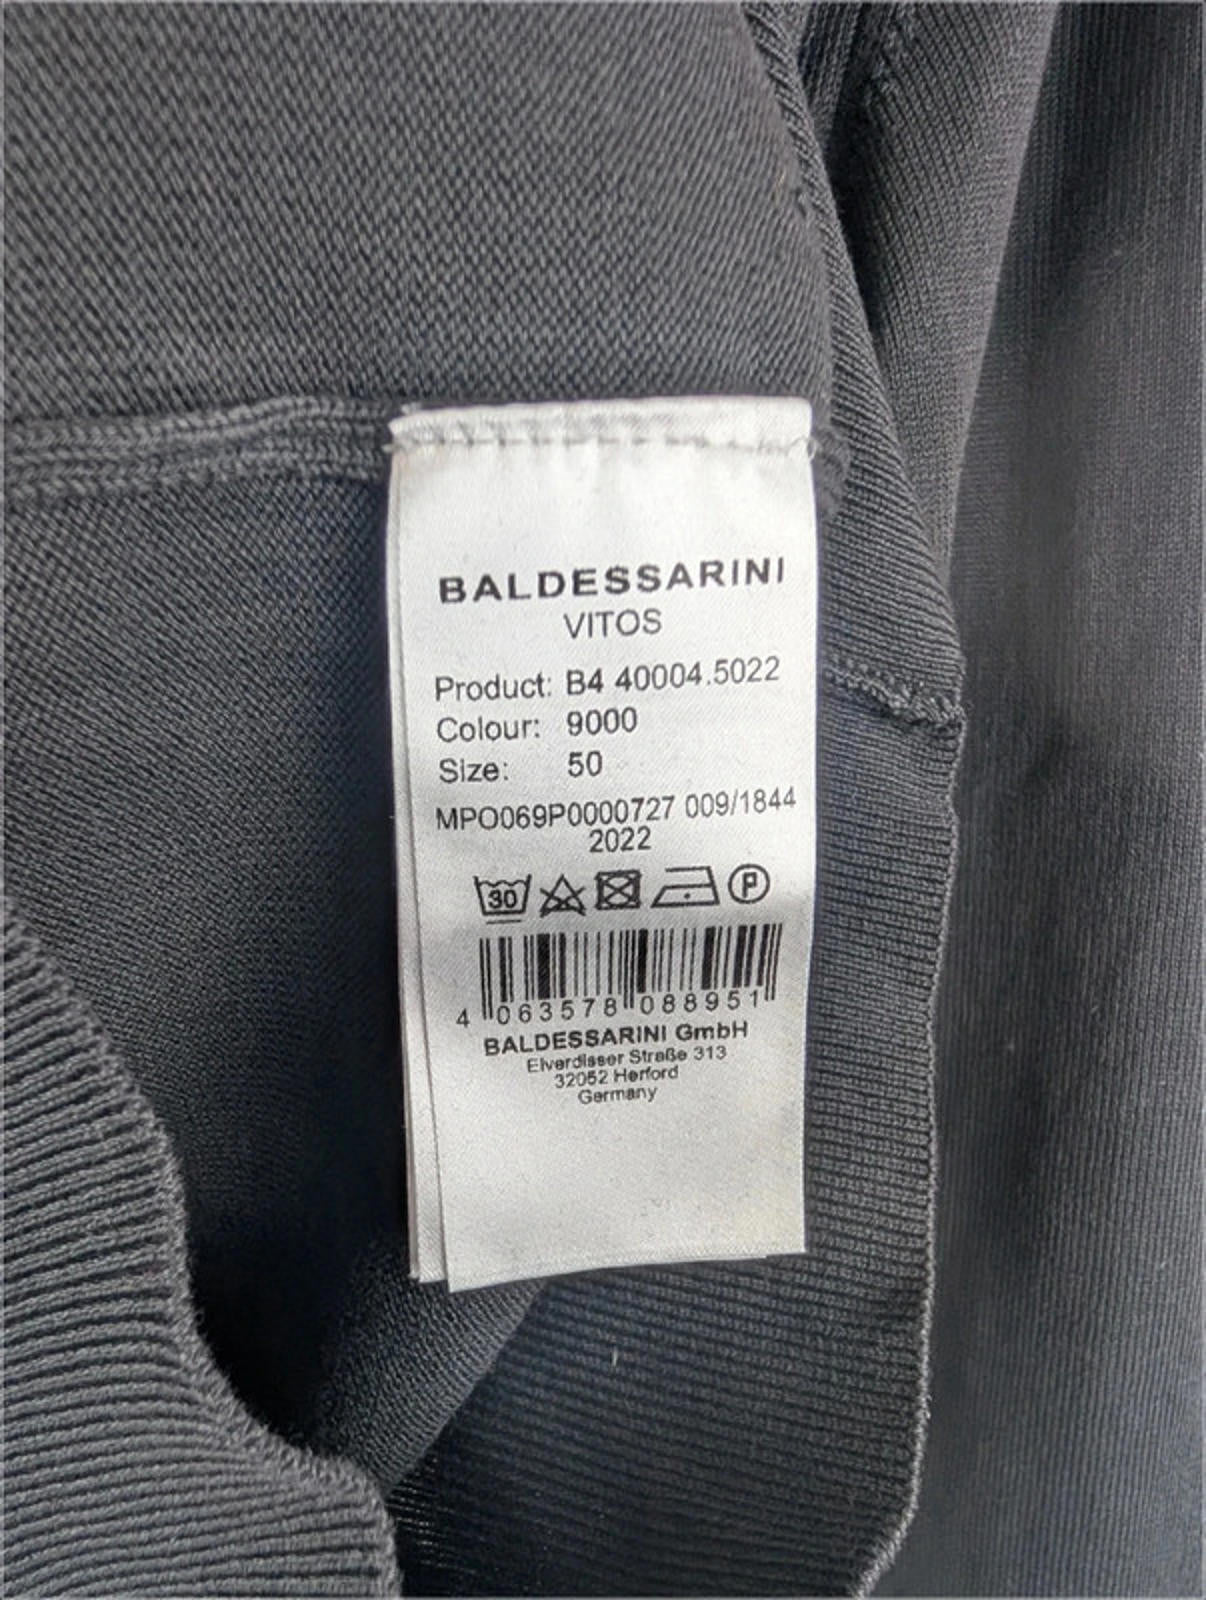 BALDESSARINI
VITOS
Product: B4 40004.5022
Colour: 9000
Size: 50
MPO069P0000727 009/1844
2022
30 P
4 063578 088951
BALDESSARINI GmbH
Elverdisser Straße 313
32052 Herford
Germany